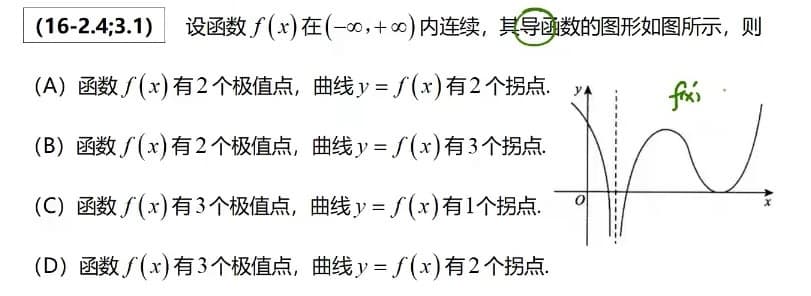 (16-2.4;3.1) 设函数 f(x) 在 (−∞,+∞) 内连续，其导函数的图形如图所示，则
(A) 函数 f(x) 有 2 个极值点，曲线 y = f(x) 有 2 个拐点.
(B) 函数 f(x) 有 2 个极值点，曲线 y = f(x) 有 3 个拐点.
(C) 函数 f(x) 有 3 个极值点，曲线 y = f(x) 有 1 个拐点.
(D) 函数 f(x) 有 3 个极值点，曲线 y = f(x) 有 2 个拐点.
y
f(x)'
O
x